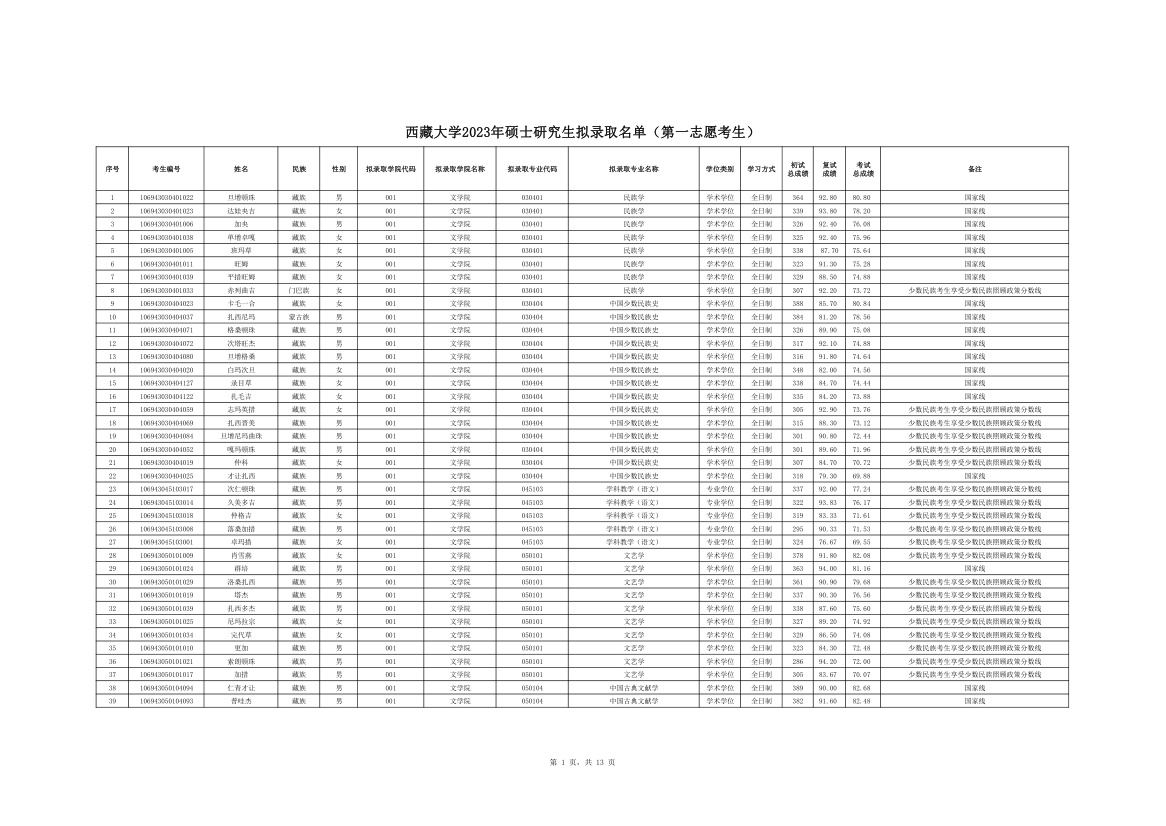 西藏大学2023年硕士研究生拟录取名单（第一志愿考生）
序号 考生编号 姓名 民族 性别 拟录取学院代码 拟录取学院名称 拟录取专业代码 拟录取专业名称 学位类别 学习方式 初试总成绩 复试成绩 考试总成绩 备注
1 106943030401022 旦增顿珠 藏族 男 001 文学院 030401 民族学 学术学位 全日制 364 92.80 80.80 国家线
2 106943030401023 达娃央吉 藏族 女 001 文学院 030401 民族学 学术学位 全日制 339 93.80 78.20 国家线
3 106943030401006 加央 藏族 男 001 文学院 030401 民族学 学术学位 全日制 326 92.40 76.08 国家线
4 106943030401038 单增卓嘎 藏族 女 001 文学院 030401 民族学 学术学位 全日制 325 92.40 75.96 国家线
5 106943030401005 班玛草 藏族 女 001 文学院 030401 民族学 学术学位 全日制 338 87.70 75.64 国家线
6 106943030401011 旺姆 藏族 女 001 文学院 030401 民族学 学术学位 全日制 323 91.30 75.28 国家线
7 106943030401039 平措旺姆 藏族 女 001 文学院 030401 民族学 学术学位 全日制 329 88.50 74.88 国家线
8 106943030401033 赤列曲吉 门巴族 女 001 文学院 030401 民族学 学术学位 全日制 307 92.20 73.72 少数民族考生享受少数民族照顾政策分数线
9 106943030404023 卡毛一合 藏族 女 001 文学院 030404 中国少数民族史 学术学位 全日制 388 85.70 80.84 国家线
10 106943030404037 扎西尼玛 蒙古族 男 001 文学院 030404 中国少数民族史 学术学位 全日制 384 81.20 78.56 国家线
11 106943030404071 格桑顿珠 藏族 男 001 文学院 030404 中国少数民族史 学术学位 全日制 326 89.90 75.08 国家线
12 106943030404072 次塔旺杰 藏族 男 001 文学院 030404 中国少数民族史 学术学位 全日制 317 92.10 74.88 国家线
13 106943030404080 旦增格桑 藏族 男 001 文学院 030404 中国少数民族史 学术学位 全日制 316 91.80 74.64 国家线
14 106943030404020 白玛次旦 藏族 女 001 文学院 030404 中国少数民族史 学术学位 全日制 348 82.00 74.56 国家线
15 106943030404127 录目草 藏族 女 001 文学院 030404 中国少数民族史 学术学位 全日制 338 84.70 74.44 国家线
16 106943030404122 扎毛吉 藏族 女 001 文学院 030404 中国少数民族史 学术学位 全日制 335 84.20 73.88 国家线
17 106943030404059 志玛英措 藏族 女 001 文学院 030404 中国少数民族史 学术学位 全日制 305 92.90 73.76 少数民族考生享受少数民族照顾政策分数线
18 106943030404069 扎西晋美 藏族 男 001 文学院 030404 中国少数民族史 学术学位 全日制 315 88.30 73.12 少数民族考生享受少数民族照顾政策分数线
19 106943030404084 旦增尼玛曲珠 藏族 男 001 文学院 030404 中国少数民族史 学术学位 全日制 301 90.80 72.44 少数民族考生享受少数民族照顾政策分数线
20 106943030404052 嘎玛顿珠 藏族 男 001 文学院 030404 中国少数民族史 学术学位 全日制 301 89.60 71.96 少数民族考生享受少数民族照顾政策分数线
21 106943030404019 仲科 藏族 女 001 文学院 030404 中国少数民族史 学术学位 全日制 307 84.70 70.72 少数民族考生享受少数民族照顾政策分数线
22 106943030404025 才让扎西 藏族 男 001 文学院 030404 中国少数民族史 学术学位 全日制 318 79.30 69.88 国家线
23 106943045103017 次仁顿珠 藏族 男 001 文学院 045103 学科教学（语文） 专业学位 全日制 337 92.00 77.24 少数民族考生享受少数民族照顾政策分数线
24 106943045103014 久美多吉 藏族 男 001 文学院 045103 学科教学（语文） 专业学位 全日制 322 93.83 76.17 少数民族考生享受少数民族照顾政策分数线
25 106943045103018 仲格吉 藏族 女 001 文学院 045103 学科教学（语文） 专业学位 全日制 319 83.33 71.61 少数民族考生享受少数民族照顾政策分数线
26 106943045103008 落桑加措 藏族 男 001 文学院 045103 学科教学（语文） 专业学位 全日制 295 90.33 71.53 少数民族考生享受少数民族照顾政策分数线
27 106943045103001 卓玛措 藏族 女 001 文学院 045103 学科教学（语文） 专业学位 全日制 324 76.67 69.55 少数民族考生享受少数民族照顾政策分数线
28 106943050101009 肖雪燕 藏族 女 001 文学院 050101 文艺学 学术学位 全日制 378 91.80 82.08 少数民族考生享受少数民族照顾政策分数线
29 106943050101024 群培 藏族 男 001 文学院 050101 文艺学 学术学位 全日制 363 94.00 81.16 国家线
30 106943050101029 洛桑扎西 藏族 男 001 文学院 050101 文艺学 学术学位 全日制 361 90.90 79.68 少数民族考生享受少数民族照顾政策分数线
31 106943050101019 塔杰 藏族 男 001 文学院 050101 文艺学 学术学位 全日制 337 90.30 76.56 少数民族考生享受少数民族照顾政策分数线
32 106943050101039 扎西多杰 藏族 男 001 文学院 050101 文艺学 学术学位 全日制 338 87.60 75.60 少数民族考生享受少数民族照顾政策分数线
33 106943050101025 尼玛拉宗 藏族 女 001 文学院 050101 文艺学 学术学位 全日制 327 89.20 74.92 少数民族考生享受少数民族照顾政策分数线
34 106943050101034 完代草 藏族 女 001 文学院 050101 文艺学 学术学位 全日制 329 86.50 74.08 少数民族考生享受少数民族照顾政策分数线
35 106943050101010 更加 藏族 男 001 文学院 050101 文艺学 学术学位 全日制 323 84.30 72.48 少数民族考生享受少数民族照顾政策分数线
36 106943050101021 索朗顿珠 藏族 男 001 文学院 050101 文艺学 学术学位 全日制 286 94.20 72.00 少数民族考生享受少数民族照顾政策分数线
37 106943050101017 加措 藏族 男 001 文学院 050101 文艺学 学术学位 全日制 305 83.67 70.07 少数民族考生享受少数民族照顾政策分数线
38 106943050104094 仁青才让 藏族 男 001 文学院 050104 中国古典文献学 学术学位 全日制 389 90.00 82.68 国家线
39 106943050104093 普哇杰 藏族 男 001 文学院 050104 中国古典文献学 学术学位 全日制 382 91.60 82.48 国家线
第 1 页，共 13 页